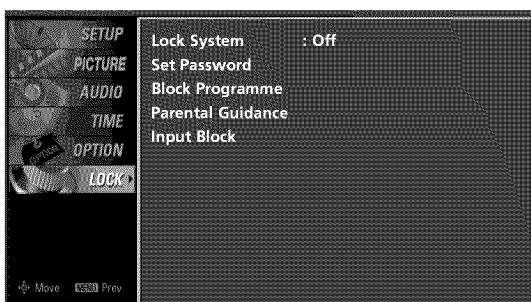 SETUP
PICTURE
AUDIO
TIME
OPTION
LOCK
Lock System : Off
Set Password
Block Programme
Parental Guidance
Input Block
Move MENU Prev